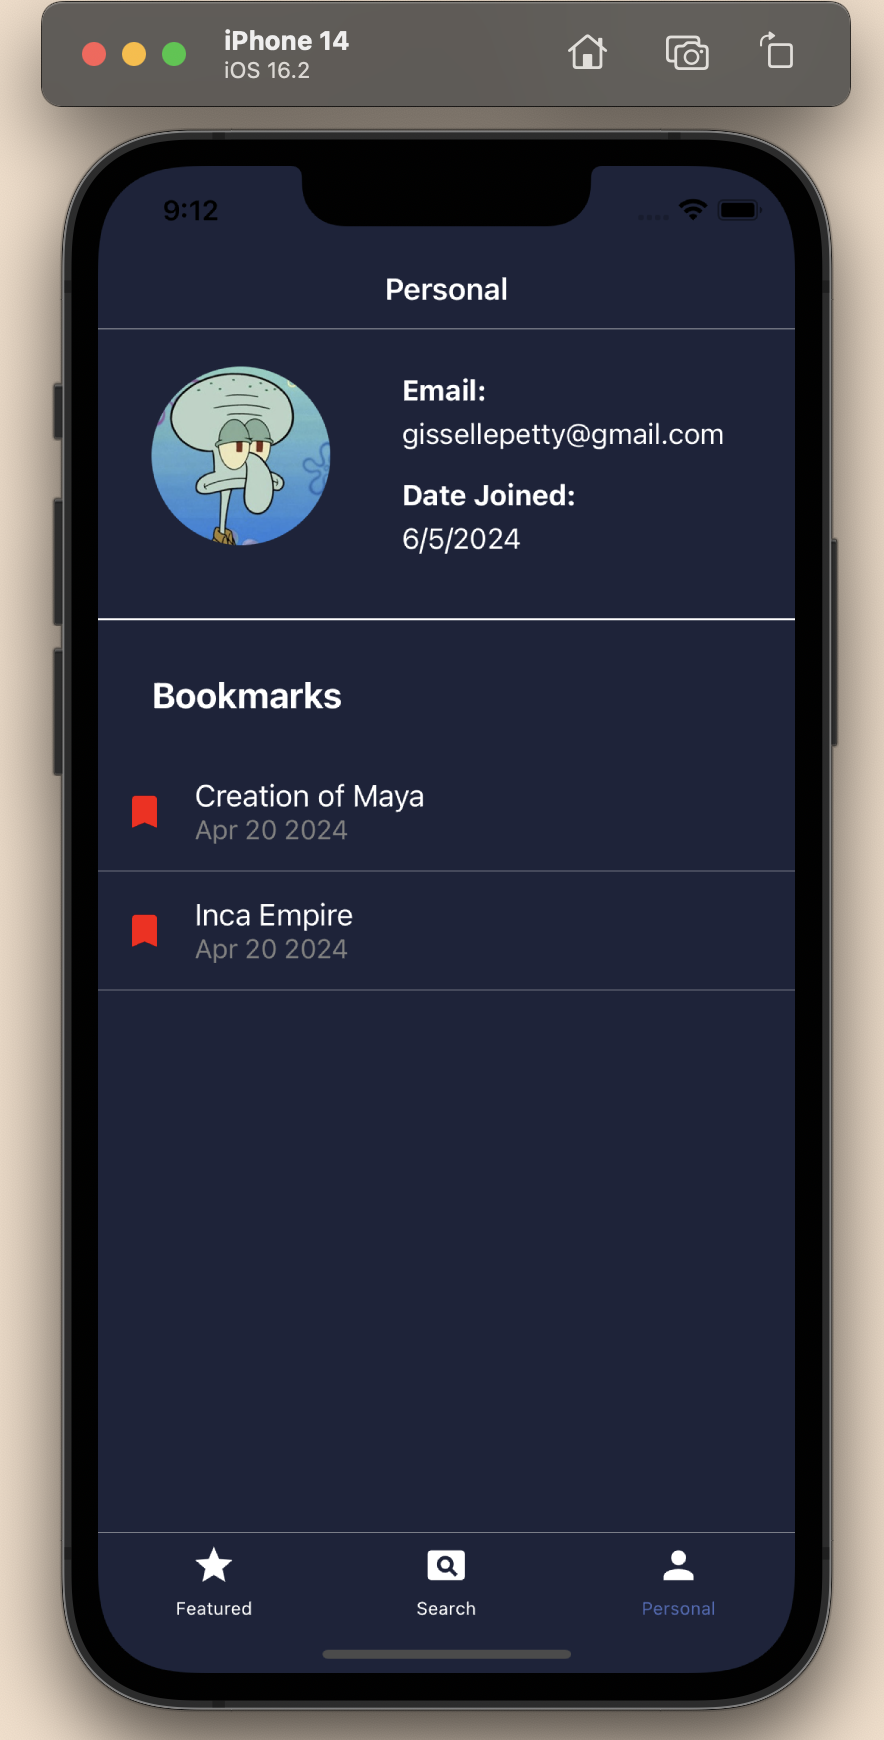 iPhone 14
iOS 16.2
9:12
Personal
Email:
gissellepetty@gmail.com
Date Joined:
6/5/2024
Bookmarks
Creation of Maya
Apr 20 2024
Inca Empire
Apr 20 2024
Featured
Search
Personal